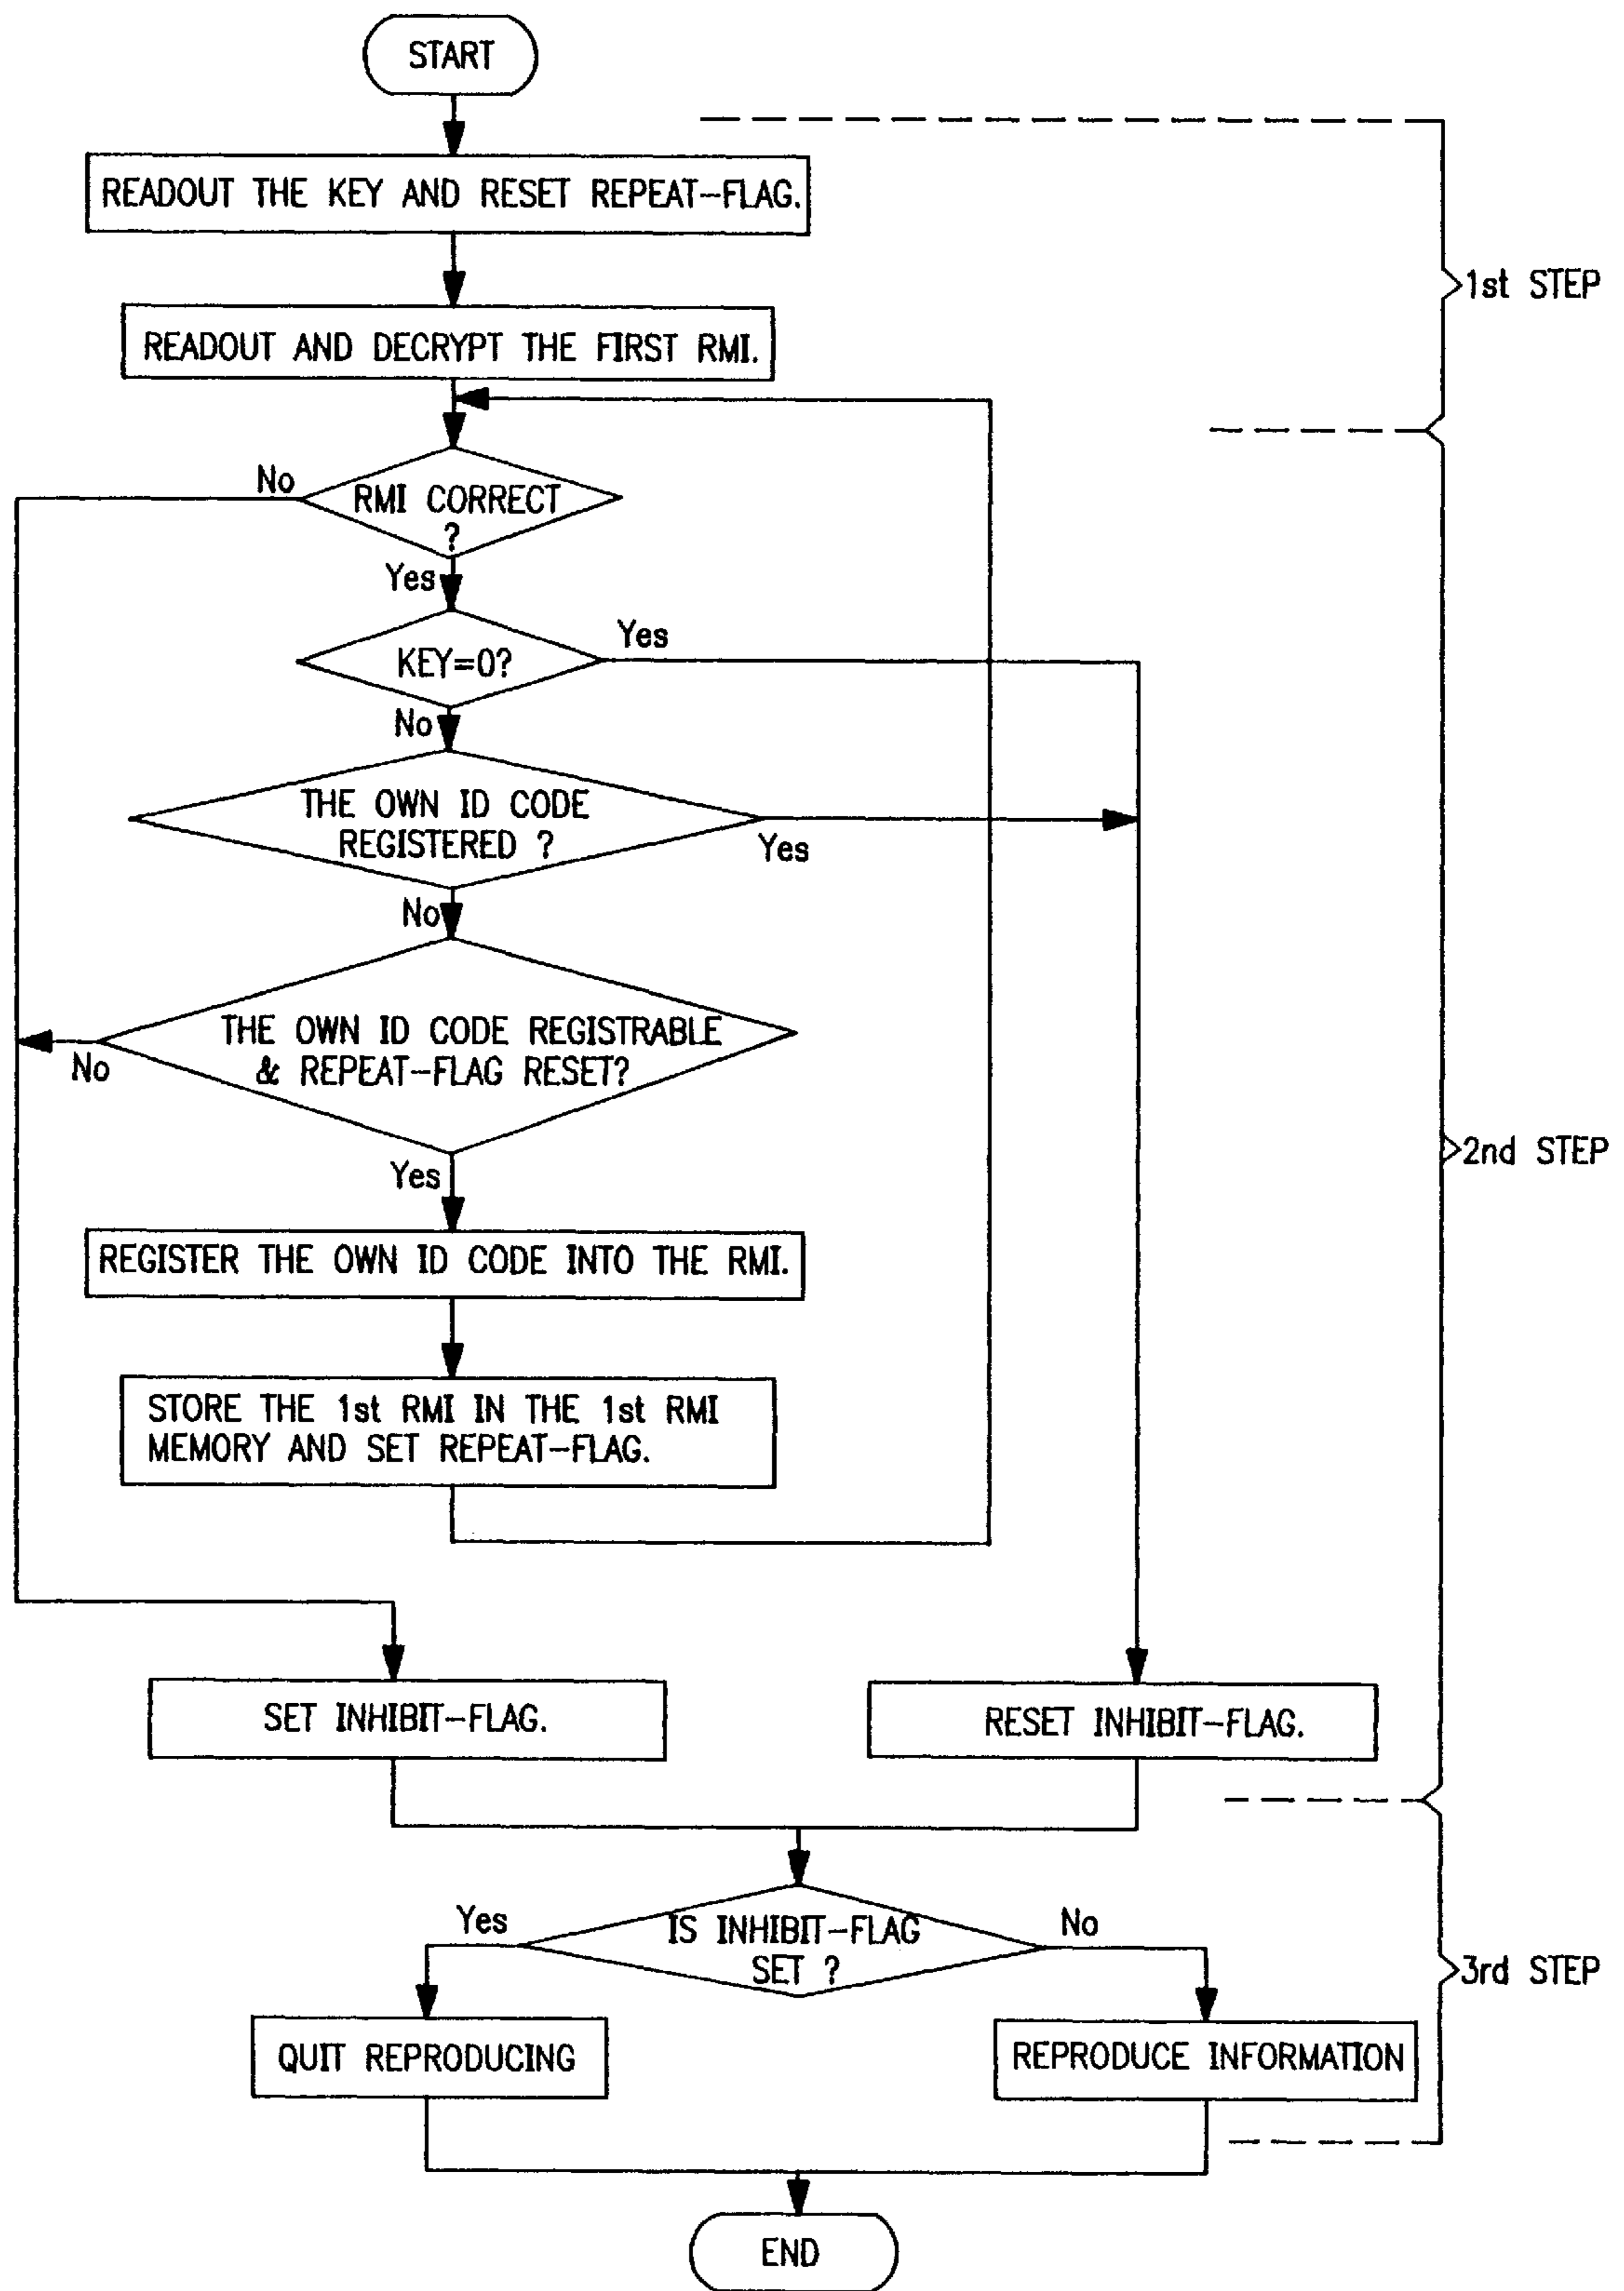 START
READOUT THE KEY AND RESET REPEAT-FLAG.
1st STEP
READOUT AND DECRYPT THE FIRST RMI.
No
RMI CORRECT
?
Yes
KEY=0?
Yes
No
THE OWN ID CODE
REGISTERED ?
Yes
No
THE OWN ID CODE REGISTRABLE
& REPEAT-FLAG RESET?
No
Yes
2nd STEP
REGISTER THE OWN ID CODE INTO THE RMI.
STORE THE 1st RMI IN THE 1st RMI
MEMORY AND SET REPEAT-FLAG.
SET INHIBIT-FLAG.
RESET INHIBIT-FLAG.
Yes
IS INHIBIT-FLAG
SET ?
No
3rd STEP
QUIT REPRODUCING
REPRODUCE INFORMATION
END